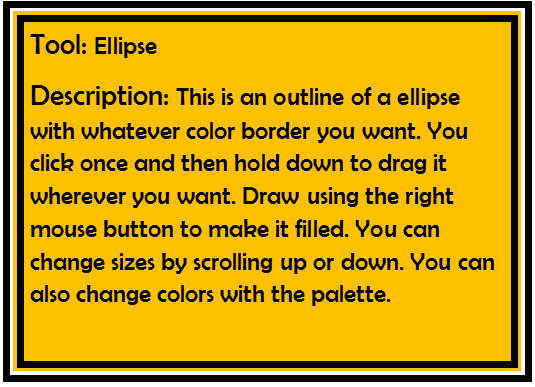 Tool: Ellipse
Description: This is an outline of a ellipse
with whatever color border you want. You
click once and then hold down to drag it
wherever you want. Draw using the right
mouse button to make it filled. You can
change sizes by scrolling up or down. You can
also change colors with the palette.